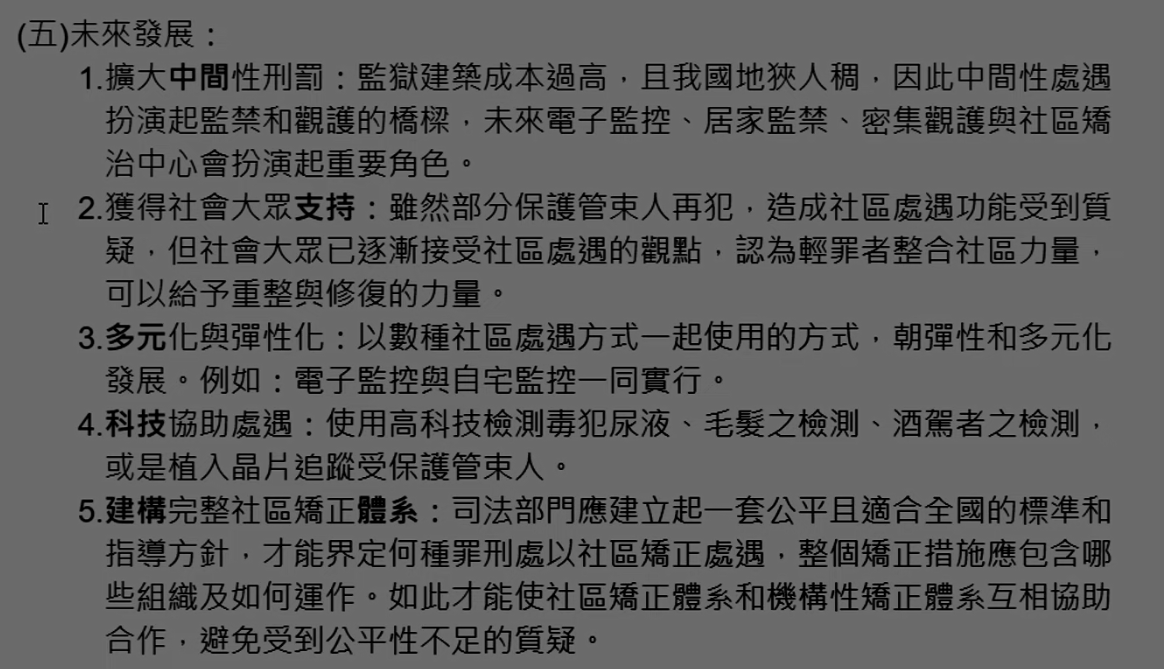 (五)未來發展：
1.擴大中間性刑罰：監獄建築成本過高，且我國地狹人稠，因此中間性處遇
扮演起監禁和觀護的橋樑，未來電子監控、居家監禁、密集觀護與社區矯
治中心會扮演起重要角色。
2.獲得社會大眾支持：雖然部分保護管束人再犯，造成社區處遇功能受到質
疑，但社會大眾已逐漸接受社區處遇的觀點，認為輕罪者整合社區力量，
可以給予重整與修復的力量。
3.多元化與彈性化：以數種社區處遇方式一起使用的方式，朝彈性和多元化
發展。例如：電子監控與自宅監控一同實行。
4.科技協助處遇：使用高科技檢測毒犯尿液、毛髮之檢測、酒駕者之檢測，
或是植入晶片追蹤受保護管束人。
5.建構完整社區矯正體系：司法部門應建立起一套公平且適合全國的標準和
指導方針，才能界定何種罪刑處以社區矯正處遇，整個矯正措施應包含哪
些組織及如何運作。如此才能使社區矯正體系和機構性矯正體系互相協助
合作，避免受到公平性不足的質疑。